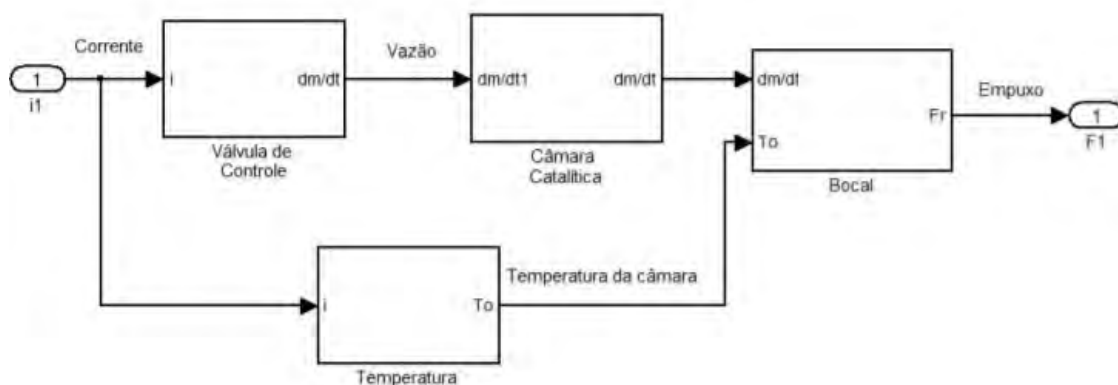 Corrente
1
i1
i
dm/dt
Válvula de
Controle
Vazão
dm/dt1
dm/dt
Câmara
Catalítica
dm/dt
To
Fr
Bocal
Empuxo
1
F1
i
To
Temperatura
Temperatura da câmara